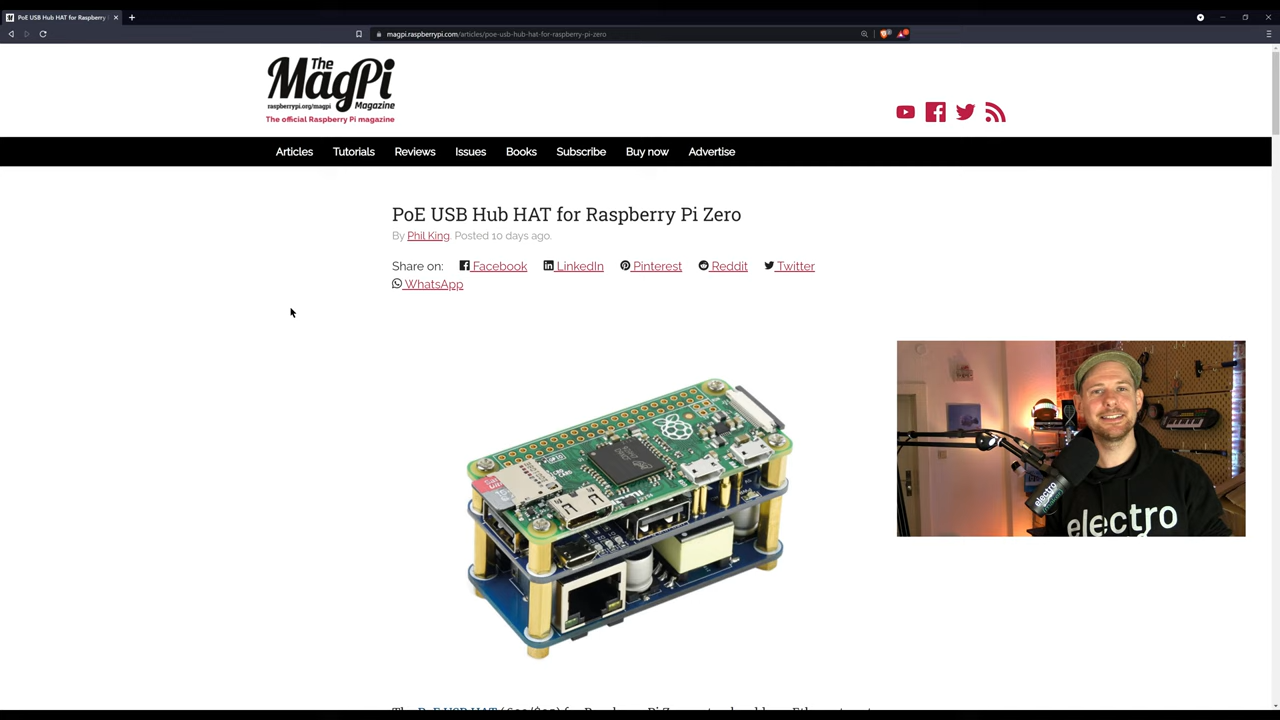 PoE USB Hub HAT for Raspberry
magpi.raspberrypi.com/articles/poe-usb-hub-hat-for-raspberry-pi-zero
The
MagPi
raspberrypi.org/magpi Magazine
The official Raspberry Pi magazine
Articles Tutorials Reviews Issues Books Subscribe Buy now Advertise
PoE USB Hub HAT for Raspberry Pi Zero
By Phil King. Posted 10 days ago.
Share on: Facebook LinkedIn Pinterest Reddit Twitter
WhatsApp
electro
electro